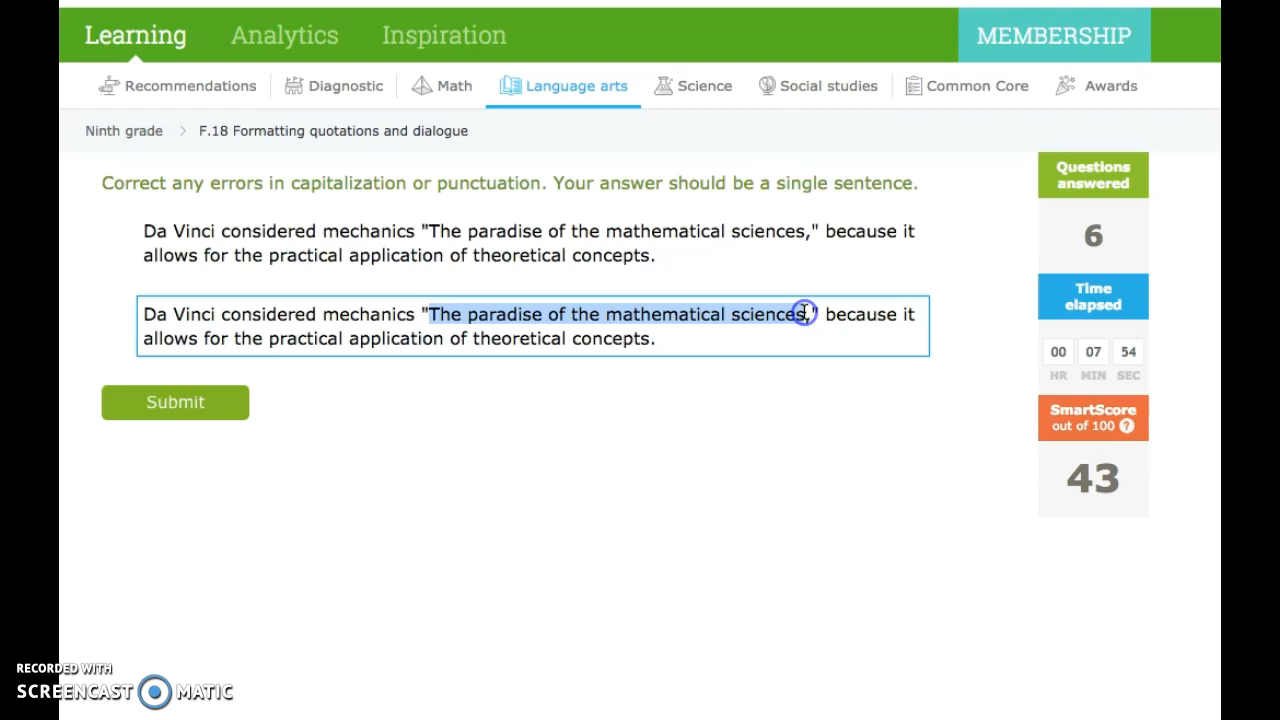 Learning Analytics Inspiration MEMBERSHIP
Recommendations Diagnostic Math Language arts Science Social studies Common Core Awards
Ninth grade > F.18 Formatting quotations and dialogue
Correct any errors in capitalization or punctuation. Your answer should be a single sentence.
Da Vinci considered mechanics "The paradise of the mathematical sciences," because it
allows for the practical application of theoretical concepts.
Da Vinci considered mechanics "The paradise of the mathematical sciences," because it
allows for the practical application of theoretical concepts.
Submit
Questions
answered
6
Time
elapsed
00 07 54
HR MIN SEC
SmartScore
out of 100 ?
43
RECORDED WITH
SCREENCAST MATIC